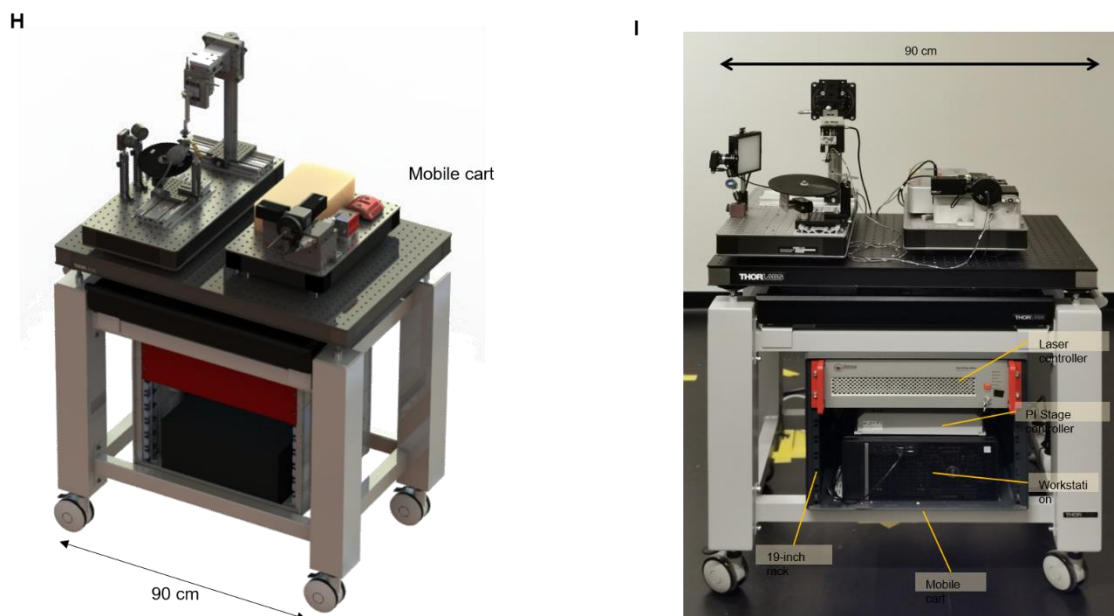 H
Mobile cart
90 cm
I
90 cm
THORLABS
Laser
controller
PI Stage
controller
Workstati
on
19-inch
rack
Mobile
cart
THOR